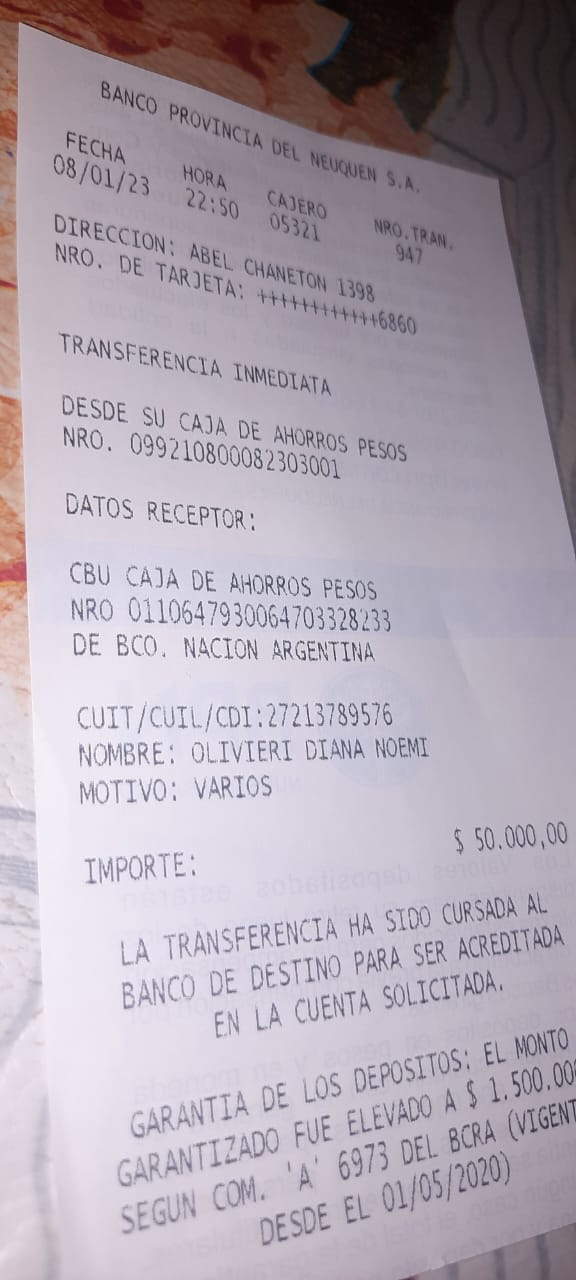 BANCO PROVINCIA DEL NEUQUEN S.A.
FECHA HORA CAJERO NRO.TRAN.
08/01/23 22:50 05321 947
DIRECCION: ABEL CHANETON 1398
NRO. DE TARJETA: ++++++++++++6860
TRANSFERENCIA INMEDIATA
DESDE SU CAJA DE AHORROS PESOS
NRO. 099210800082303001
DATOS RECEPTOR:
CBU CAJA DE AHORROS PESOS
NRO 0110647930064703328233
DE BCO. NACION ARGENTINA
CUIT/CUIL/CDI:27213789576
NOMBRE: OLIVIERI DIANA NOEMI
MOTIVO: VARIOS
IMPORTE: $ 50.000,00
LA TRANSFERENCIA HA SIDO CURSADA AL
BANCO DE DESTINO PARA SER ACREDITADA
EN LA CUENTA SOLICITADA.
GARANTIA DE LOS DEPOSITOS: EL MONTO
GARANTIZADO FUE ELEVADO A $ 1.500.00
SEGUN COM. 'A' 6973 DEL BCRA (VIGENT
DESDE EL 01/05/2020)